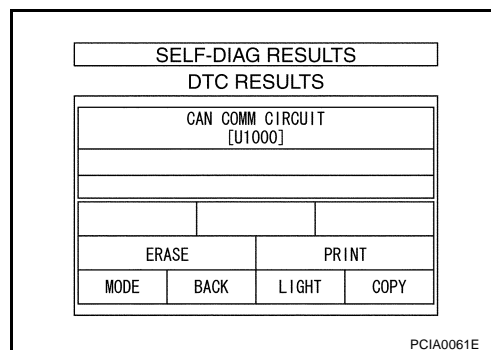 SELF-DIAG RESULTS
DTC RESULTS
CAN COMM CIRCUIT
[U1000]
ERASE PRINT
MODE BACK LIGHT COPY
PCIA0061E